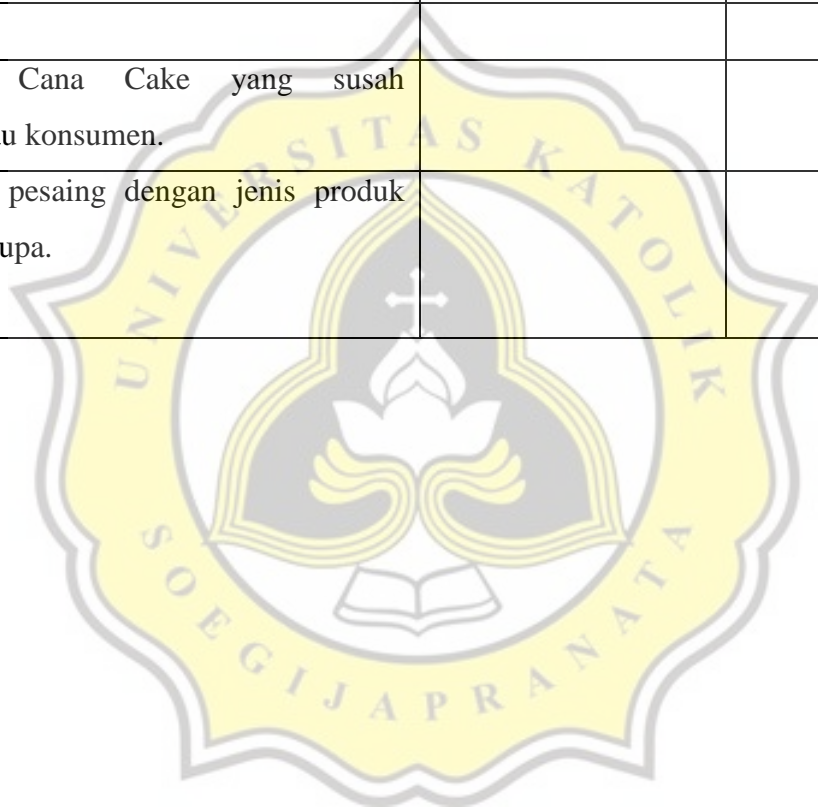 Cana Cake yang susah
u konsumen.
pesaing dengan jenis produk
upa.
UNIVERSITAS KATOLIK
SOEGIJAPRANATA